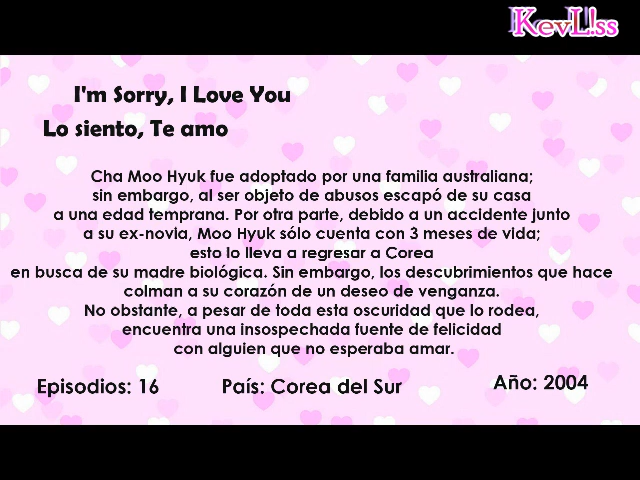 KevL!ss
I'm Sorry, I Love You
Lo siento, Te amo
Cha Moo Hyuk fue adoptado por una familia australiana;
sin embargo, al ser objeto de abusos escapó de su casa
a una edad temprana. Por otra parte, debido a un accidente junto
a su ex-novia, Moo Hyuk sólo cuenta con 3 meses de vida;
esto lo lleva a regresar a Corea
en busca de su madre biológica. Sin embargo, los descubrimientos que hace
colman a su corazón de un deseo de venganza.
No obstante, a pesar de toda esta oscuridad que lo rodea,
encuentra una insospechada fuente de felicidad
con alguien que no esperaba amar.
Episodios: 16 País: Corea del Sur Año: 2004